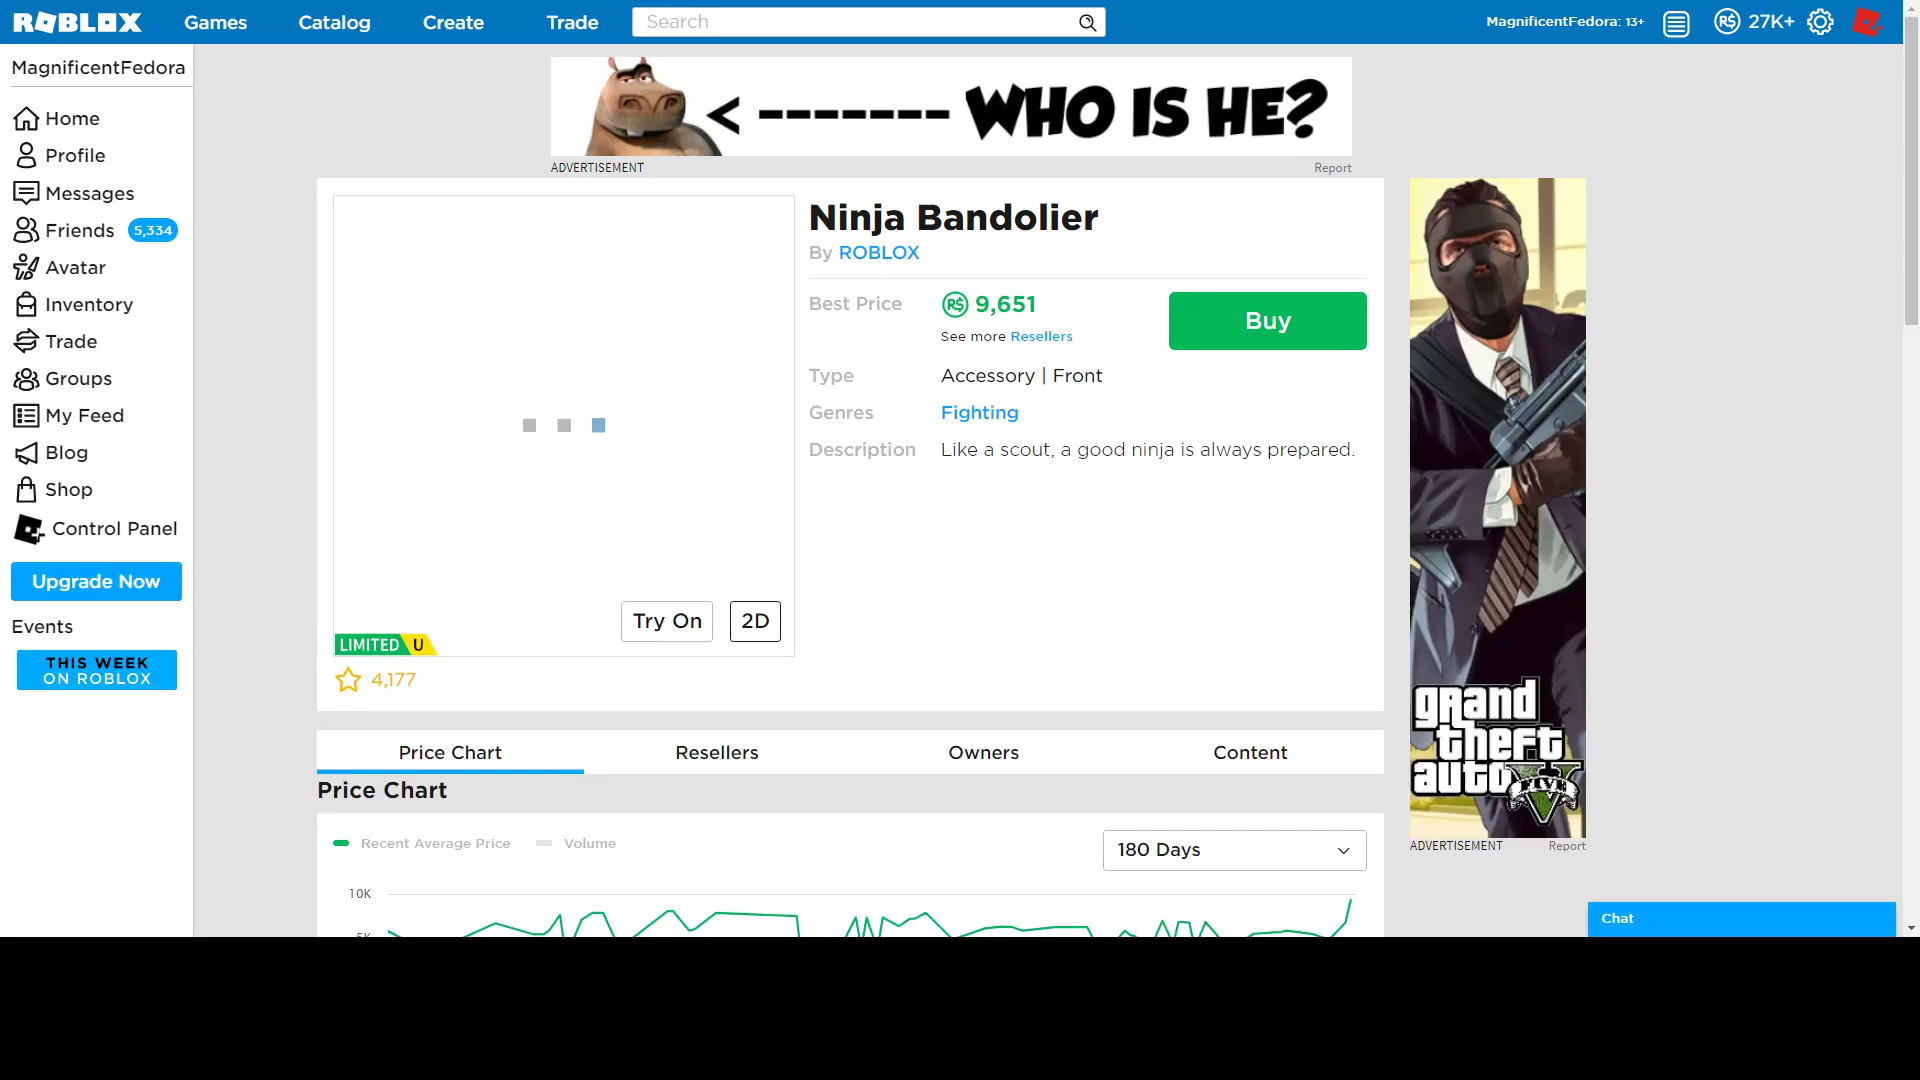 ROBLOX
Games
Catalog
Create
Trade
Search
MagnificentFedora: 13+
R$
27K+
MagnificentFedora
Home
Profile
Messages
Friends
5,334
Avatar
Inventory
Trade
Groups
My Feed
Blog
Shop
Control Panel
Upgrade Now
Events
THIS WEEK
ON ROBLOX
< ------- WHO IS HE?
ADVERTISEMENT
Report
Ninja Bandolier
By ROBLOX
Best Price
R$ 9,651
See more Resellers
Buy
Type
Accessory | Front
Genres
Fighting
Description
Like a scout, a good ninja is always prepared.
Try On
2D
LIMITED U
4,177
Price Chart
Resellers
Owners
Content
Price Chart
Recent Average Price
Volume
180 Days
10K
5K
grand
theft
auto
V
FIVE
ADVERTISEMENT
Report
Chat